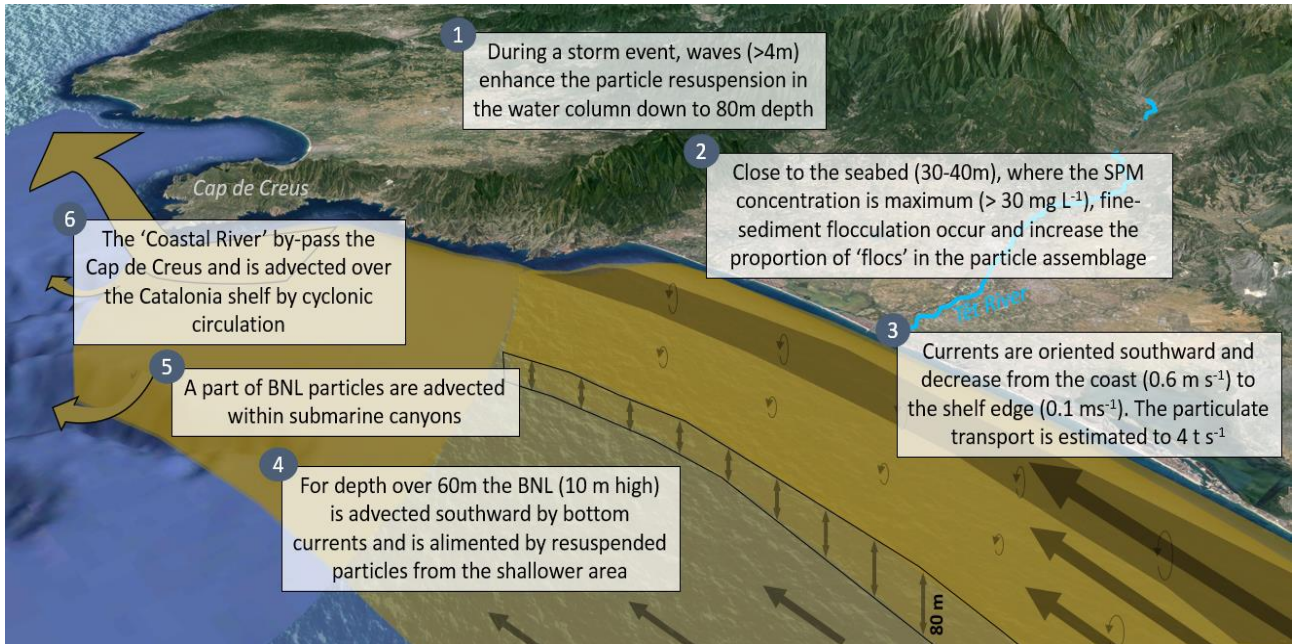 1
During a storm event, waves (>4m)
enhance the particle resuspension in
the water column down to 80m depth
2
Close to the seabed (30-40m), where the SPM
concentration is maximum (> 30 mg L⁻¹), fine-
sediment flocculation occur and increase the
proportion of ‘flocs’ in the particle assemblage
Cap de Creus
6
The ‘Coastal River’ by-pass the
Cap de Creus and is advected over
the Catalonia shelf by cyclonic
circulation
Têt River
3
Currents are oriented southward and
decrease from the coast (0.6 m s⁻¹) to
the shelf edge (0.1 ms⁻¹). The particulate
transport is estimated to 4 t s⁻¹
5
A part of BNL particles are advected
within submarine canyons
4
For depth over 60m the BNL (10 m high)
is advected southward by bottom
currents and is alimented by resuspended
particles from the shallower area
80 m